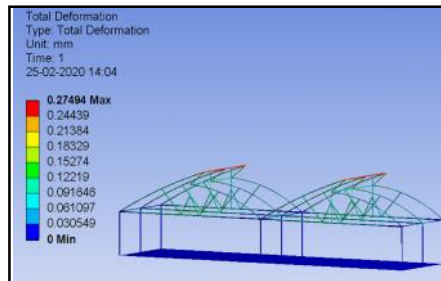 Total Deformation
Type: Total Deformation
Unit: mm
Time: 1
25-02-2020 14:04
0.27494 Max
0.24439
0.21384
0.18329
0.15274
0.12219
0.091646
0.061097
0.030549
0 Min